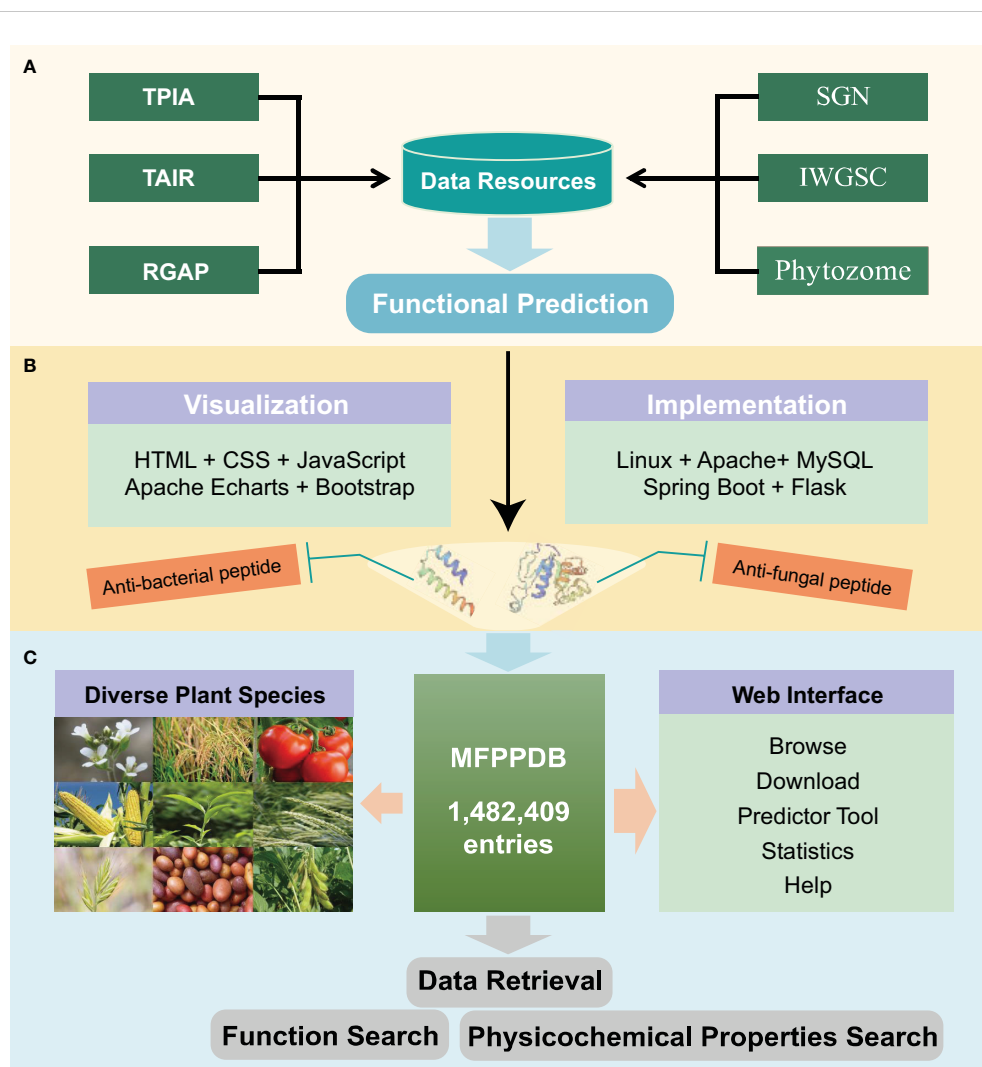 A
TPIA
TAIR
RGAP
Data Resources
SGN
IWGSC
Phytozome
Functional Prediction
B
Visualization
HTML + CSS + JavaScript
Apache Echarts + Bootstrap
Implementation
Linux + Apache+ MySQL
Spring Boot + Flask
Anti-bacterial peptide
Anti-fungal peptide
C
Diverse Plant Species
MFPPDB
1,482,409
entries
Web Interface
Browse
Download
Predictor Tool
Statistics
Help
Data Retrieval
Function Search
Physicochemical Properties Search